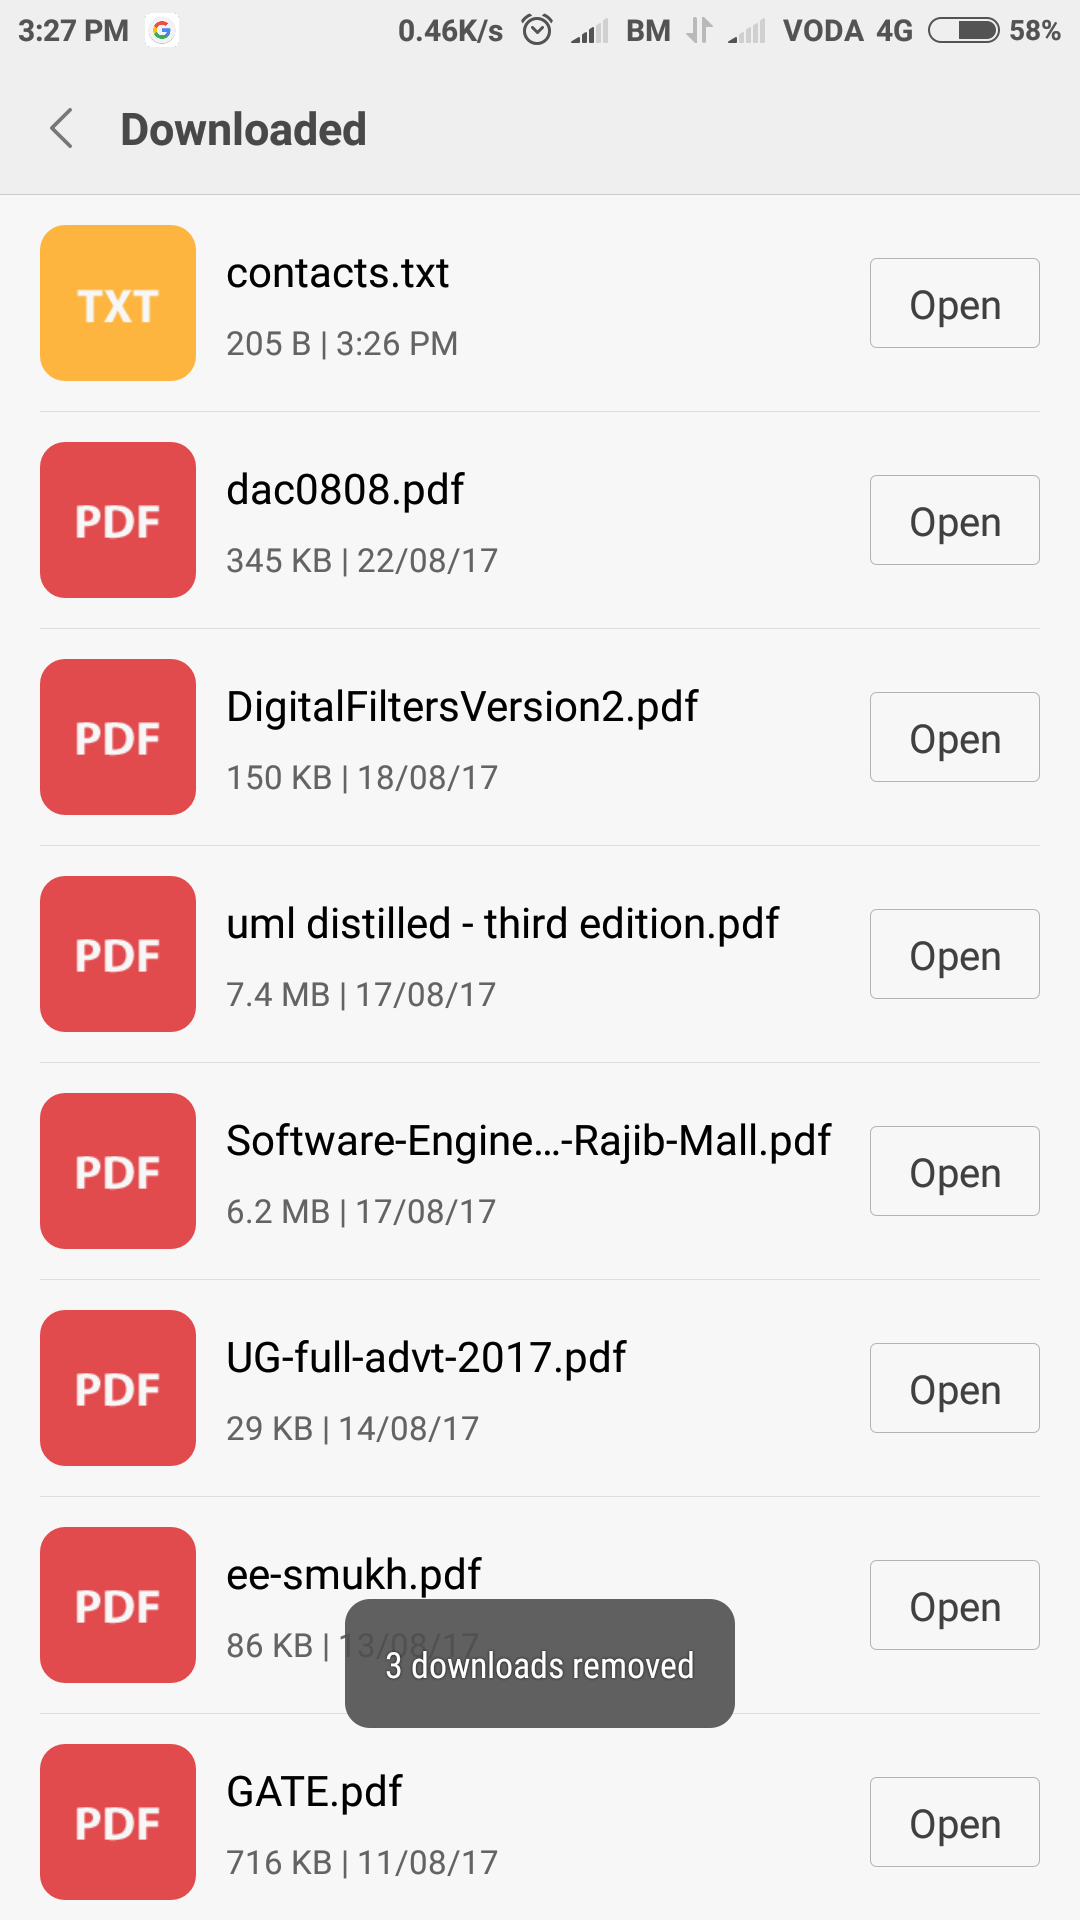 3:27 PM G 0.46K/s BM VODA 4G 58%
Downloaded
TXT
contacts.txt
205 B | 3:26 PM
Open
PDF
dac0808.pdf
345 KB | 22/08/17
Open
PDF
DigitalFiltersVersion2.pdf
150 KB | 18/08/17
Open
PDF
uml distilled - third edition.pdf
7.4 MB | 17/08/17
Open
PDF
Software-Engine...-Rajib-Mall.pdf
6.2 MB | 17/08/17
Open
PDF
UG-full-advt-2017.pdf
29 KB | 14/08/17
Open
PDF
ee-smukh.pdf
86 KB | 13/08/17
Open
3 downloads removed
PDF
GATE.pdf
716 KB | 11/08/17
Open